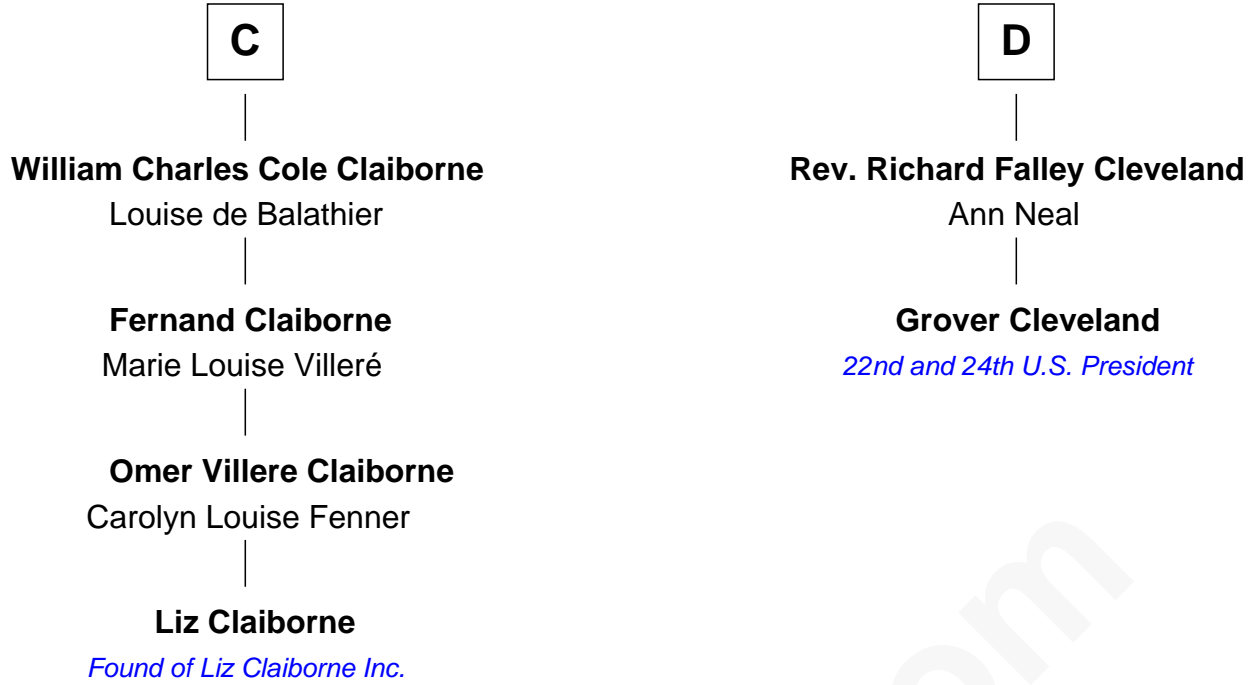 C
William Charles Cole Claiborne
Louise de Balathier
Fernand Claiborne
Marie Louise Villeré
Omer Villere Claiborne
Carolyn Louise Fenner
Liz Claiborne
Found of Liz Claiborne Inc.
D
Rev. Richard Falley Cleveland
Ann Neal
Grover Cleveland
22nd and 24th U.S. President
om